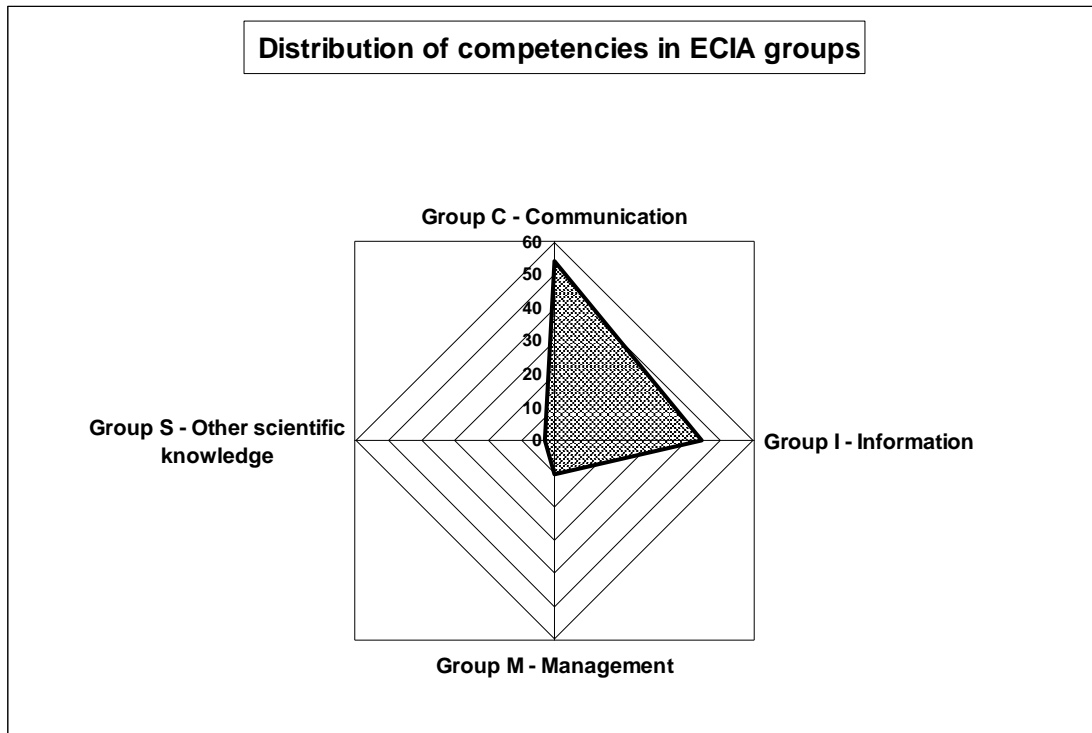 Distribution of competencies in ECIA groups
Group C - Communication
60
50
40
30
20
10
0
Group S - Other scientific
knowledge
Group I - Information
Group M - Management